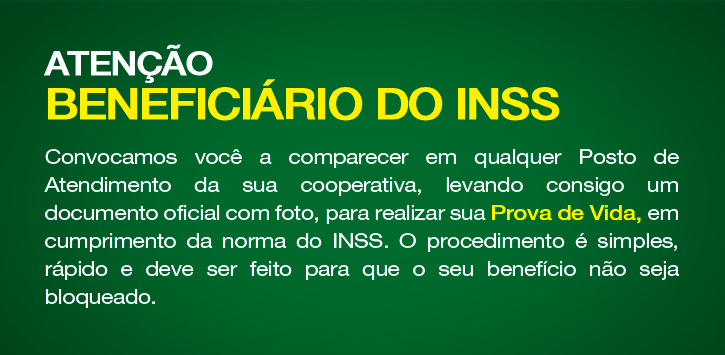 ATENÇÃO
BENEFICIÁRIO DO INSS
Convocamos você a comparecer em qualquer Posto de
Atendimento da sua cooperativa, levando consigo um
documento oficial com foto, para realizar sua Prova de Vida, em
cumprimento da norma do INSS. O procedimento é simples,
rápido e deve ser feito para que o seu benefício não seja
bloqueado.